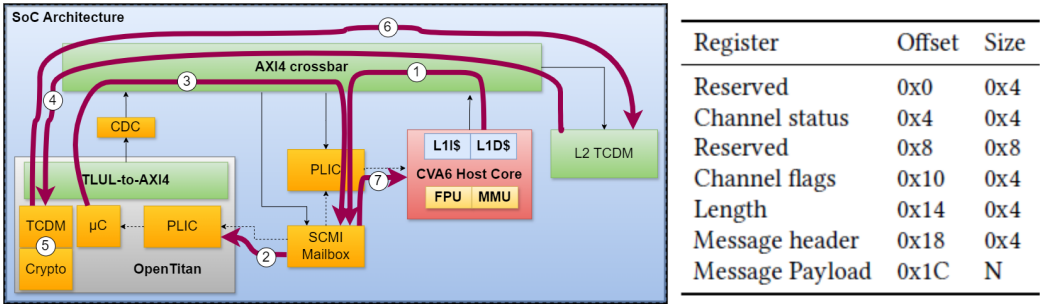 SoC Architecture
6
AXI4 crossbar
1
3
4
CDC
L1I$ L1D$
L2 TCDM
PLIC
CVA6 Host Core
TLUL-to-AXI4
7
FPU MMU
TCDM
µC
PLIC
5
SCMI
Mailbox
2
Crypto
OpenTitan
Register Offset Size
Reserved 0x0 0x4
Channel status 0x4 0x4
Reserved 0x8 0x8
Channel flags 0x10 0x4
Length 0x14 0x4
Message header 0x18 0x4
Message Payload 0x1C N